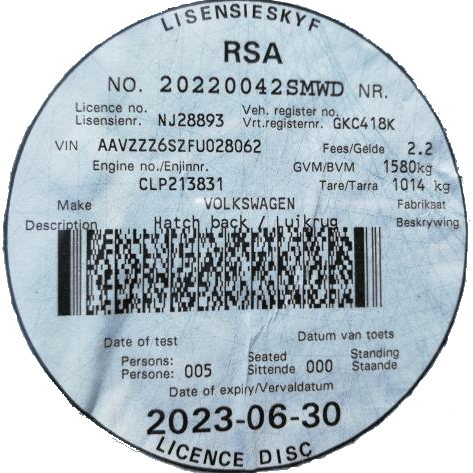 LISENSIESKYF
RSA
NO. 20220042SMWD NR.
Licence no. NJ28893 Veh. register no. GKC418K
Lisensienr. Vrt.registernr.
VIN AAVZZZ6SZFU028062 Fees/Gelde 2.2
Engine no./Enjinnr. GVM/BVM 1580kg
CLP213831 Tare/Tarra 1014 kg
Make VOLKSWAGEN Fabrikaat
Description Hatch back / Luikrug Beskrywing
Date of test Datum van toets
Persons: 005 Seated 000 Standing
Persone: Sittende Staande
Date of expiry/Vervaldatum
2023-06-30
LICENCE DISC